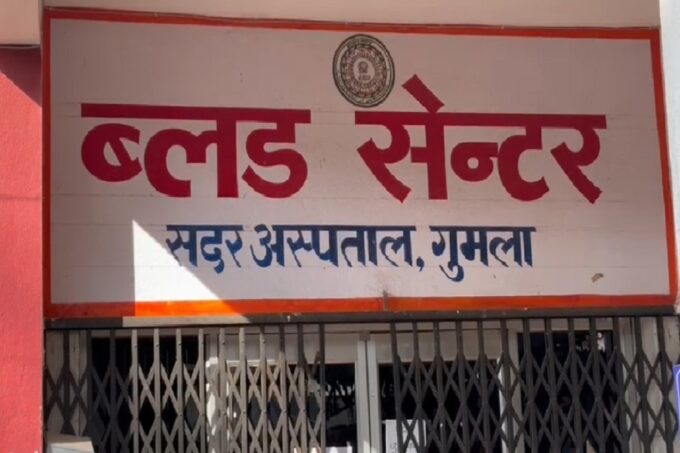 ब्लड सेन्टर
सदर अस्पताल, गुमला